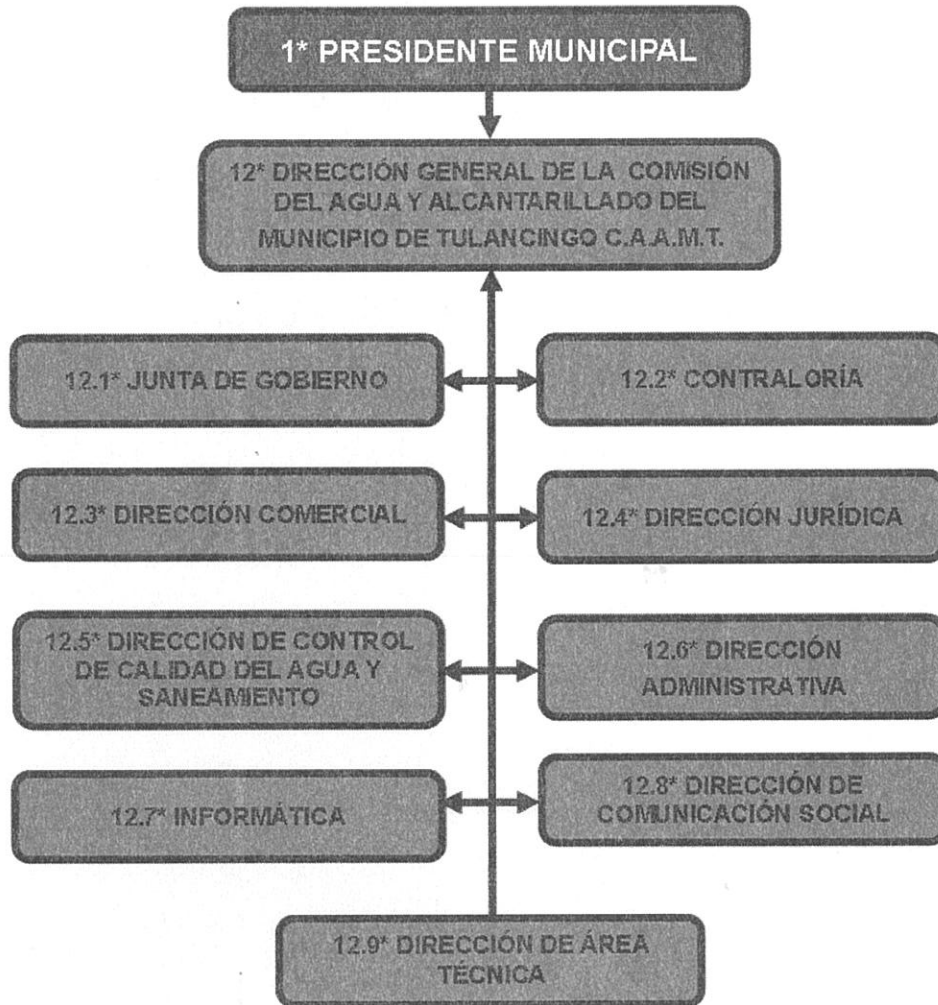 1* PRESIDENTE MUNICIPAL
12* DIRECCIÓN GENERAL DE LA COMISIÓN
DEL AGUA Y ALCANTARILLADO DEL
MUNICIPIO DE TULANCINGO C.A.A.M.T.
12.1* JUNTA DE GOBIERNO
12.2* CONTRALORÍA
12.3* DIRECCIÓN COMERCIAL
12.4* DIRECCIÓN JURÍDICA
12.5* DIRECCIÓN DE CONTROL
DE CALIDAD DEL AGUA Y
SANEAMIENTO
12.6* DIRECCIÓN
ADMINISTRATIVA
12.7* INFORMÁTICA
12.8* DIRECCIÓN DE
COMUNICACIÓN SOCIAL
12.9* DIRECCIÓN DE ÁREA
TÉCNICA